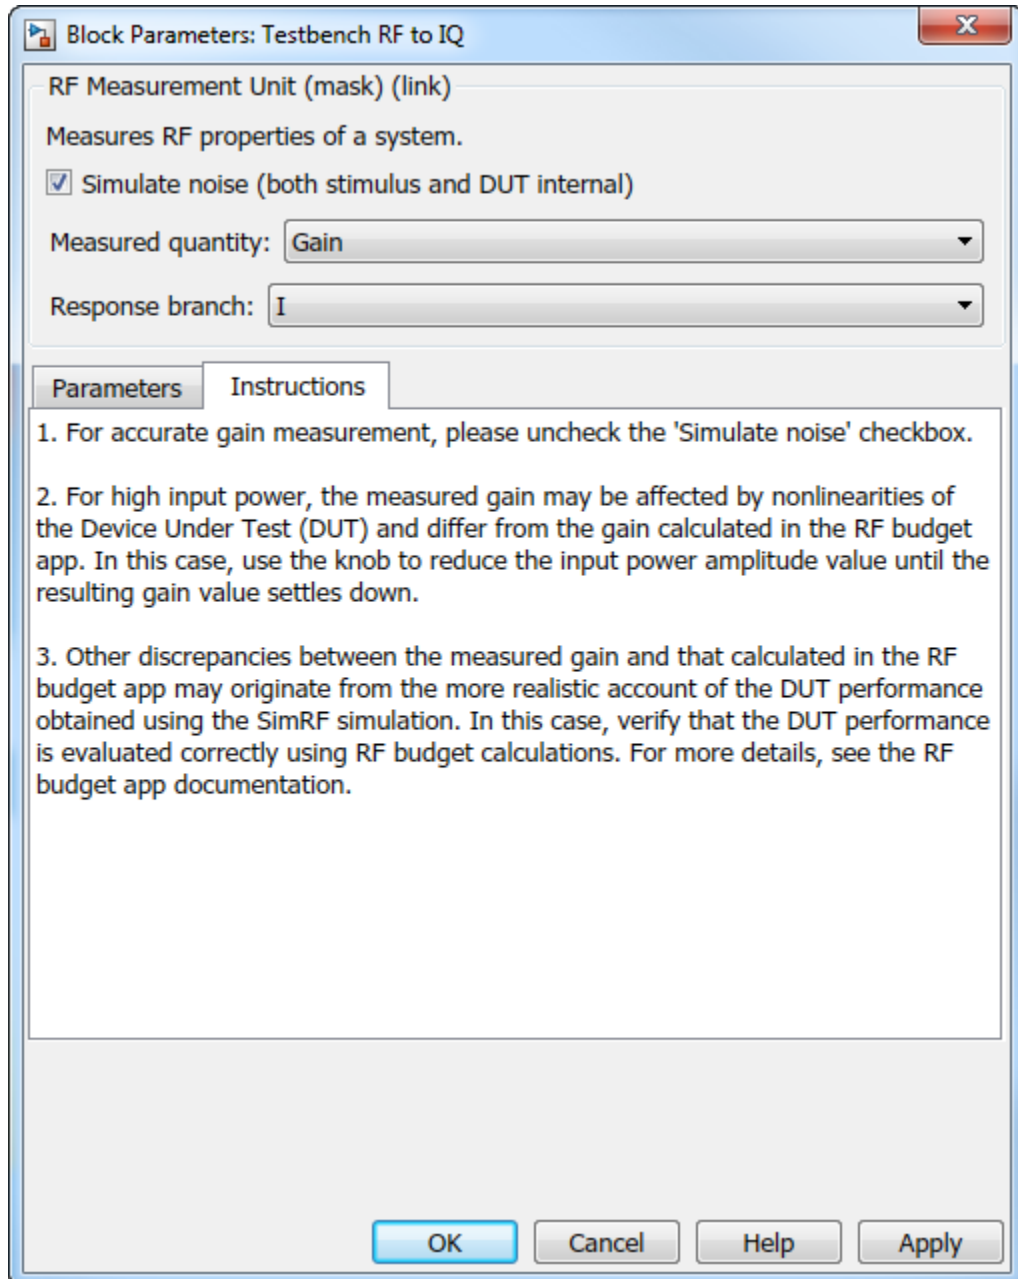 Block Parameters: Testbench RF to IQ
RF Measurement Unit (mask) (link)
Measures RF properties of a system.
Simulate noise (both stimulus and DUT internal)
Measured quantity: Gain
Response branch: I
Parameters Instructions
1. For accurate gain measurement, please uncheck the 'Simulate noise' checkbox.
2. For high input power, the measured gain may be affected by nonlinearities of
the Device Under Test (DUT) and differ from the gain calculated in the RF budget
app. In this case, use the knob to reduce the input power amplitude value until the
resulting gain value settles down.
3. Other discrepancies between the measured gain and that calculated in the RF
budget app may originate from the more realistic account of the DUT performance
obtained using the SimRF simulation. In this case, verify that the DUT performance
is evaluated correctly using RF budget calculations. For more details, see the RF
budget app documentation.
OK Cancel Help Apply